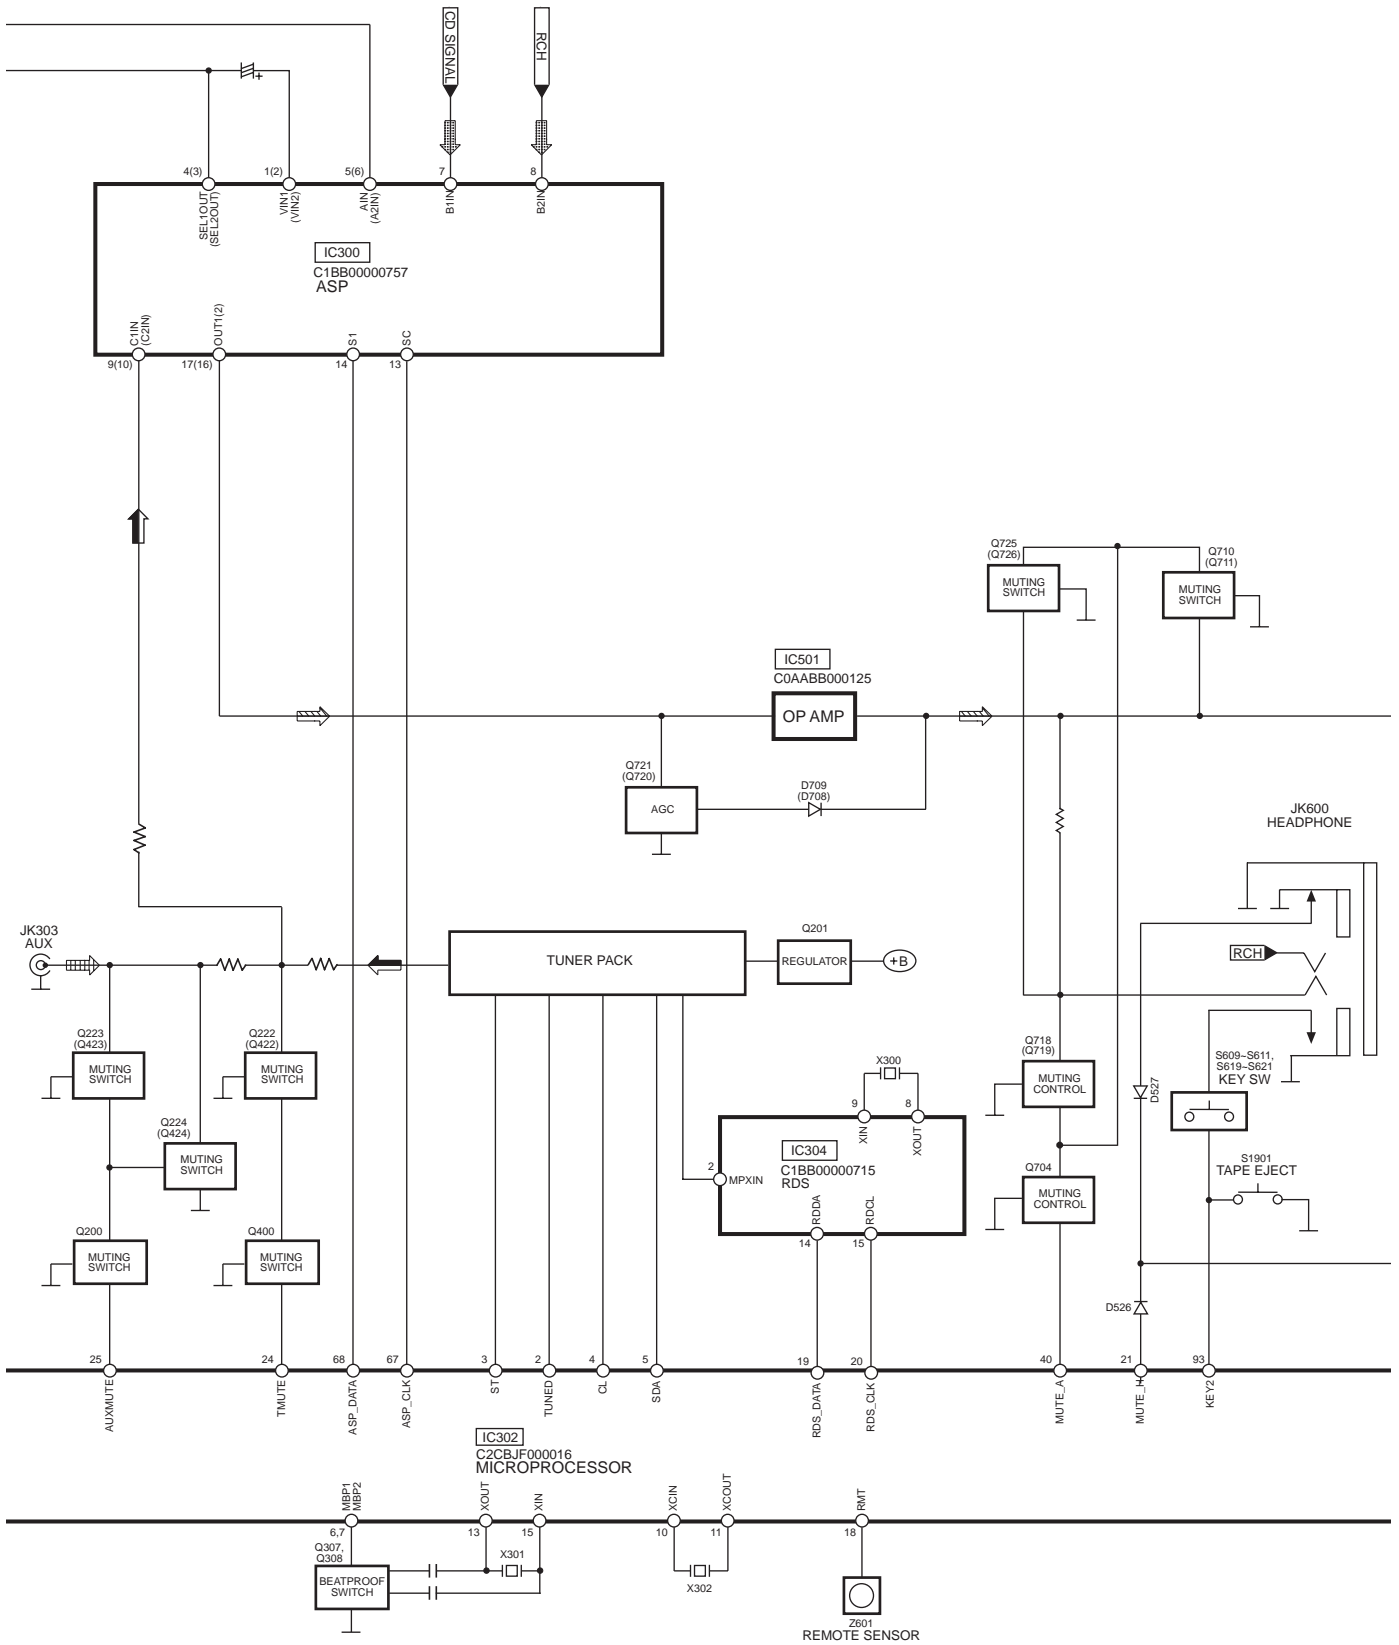 CD SIGNAL
RCH
4(3)
1(2)
5(6)
7
8
SEL1OUT
(SEL2OUT)
VIN1
(VIN2)
AIN
(A2IN)
B1IN
B2IN
IC300
C1BB00000757
ASP
C1IN
(C2IN)
OUT1(2)
S1
SC
9(10)
17(16)
14
13
Q725
(Q726)
MUTING
SWITCH
Q710
(Q711)
MUTING
SWITCH
IC501
C0AABB000125
OP AMP
Q721
(Q720)
AGC
D709
(D708)
JK600
HEADPHONE
RCH
JK303
AUX
TUNER PACK
Q201
REGULATOR
+B
Q223
(Q423)
MUTING
SWITCH
Q222
(Q422)
MUTING
SWITCH
Q224
(Q424)
MUTING
SWITCH
Q200
MUTING
SWITCH
Q400
MUTING
SWITCH
X300
9
8
XIN
XOUT
IC304
C1BB00000715
RDS
2
MPXIN
RDDA
RDCL
14
15
Q718
(Q719)
MUTING
CONTROL
Q704
MUTING
CONTROL
D527
S609~S611,
S619~S621
KEY SW
S1901
TAPE EJECT
D526
25
24
68
67
3
2
4
5
19
20
40
21
93
AUXMUTE
TMUTE
ASP_DATA
ASP_CLK
ST
TUNED
CL
SDA
RDS_DATA
RDS_CLK
MUTE_A
MUTE_H
KEY2
IC302
C2CBJF000016
MICROPROCESSOR
MBP1
MBP2
XOUT
XIN
XCIN
XCOUT
RMT
6,7
13
15
10
11
18
Q307,
Q308
BEATPROOF
SWITCH
X301
X302
Z601
REMOTE SENSOR